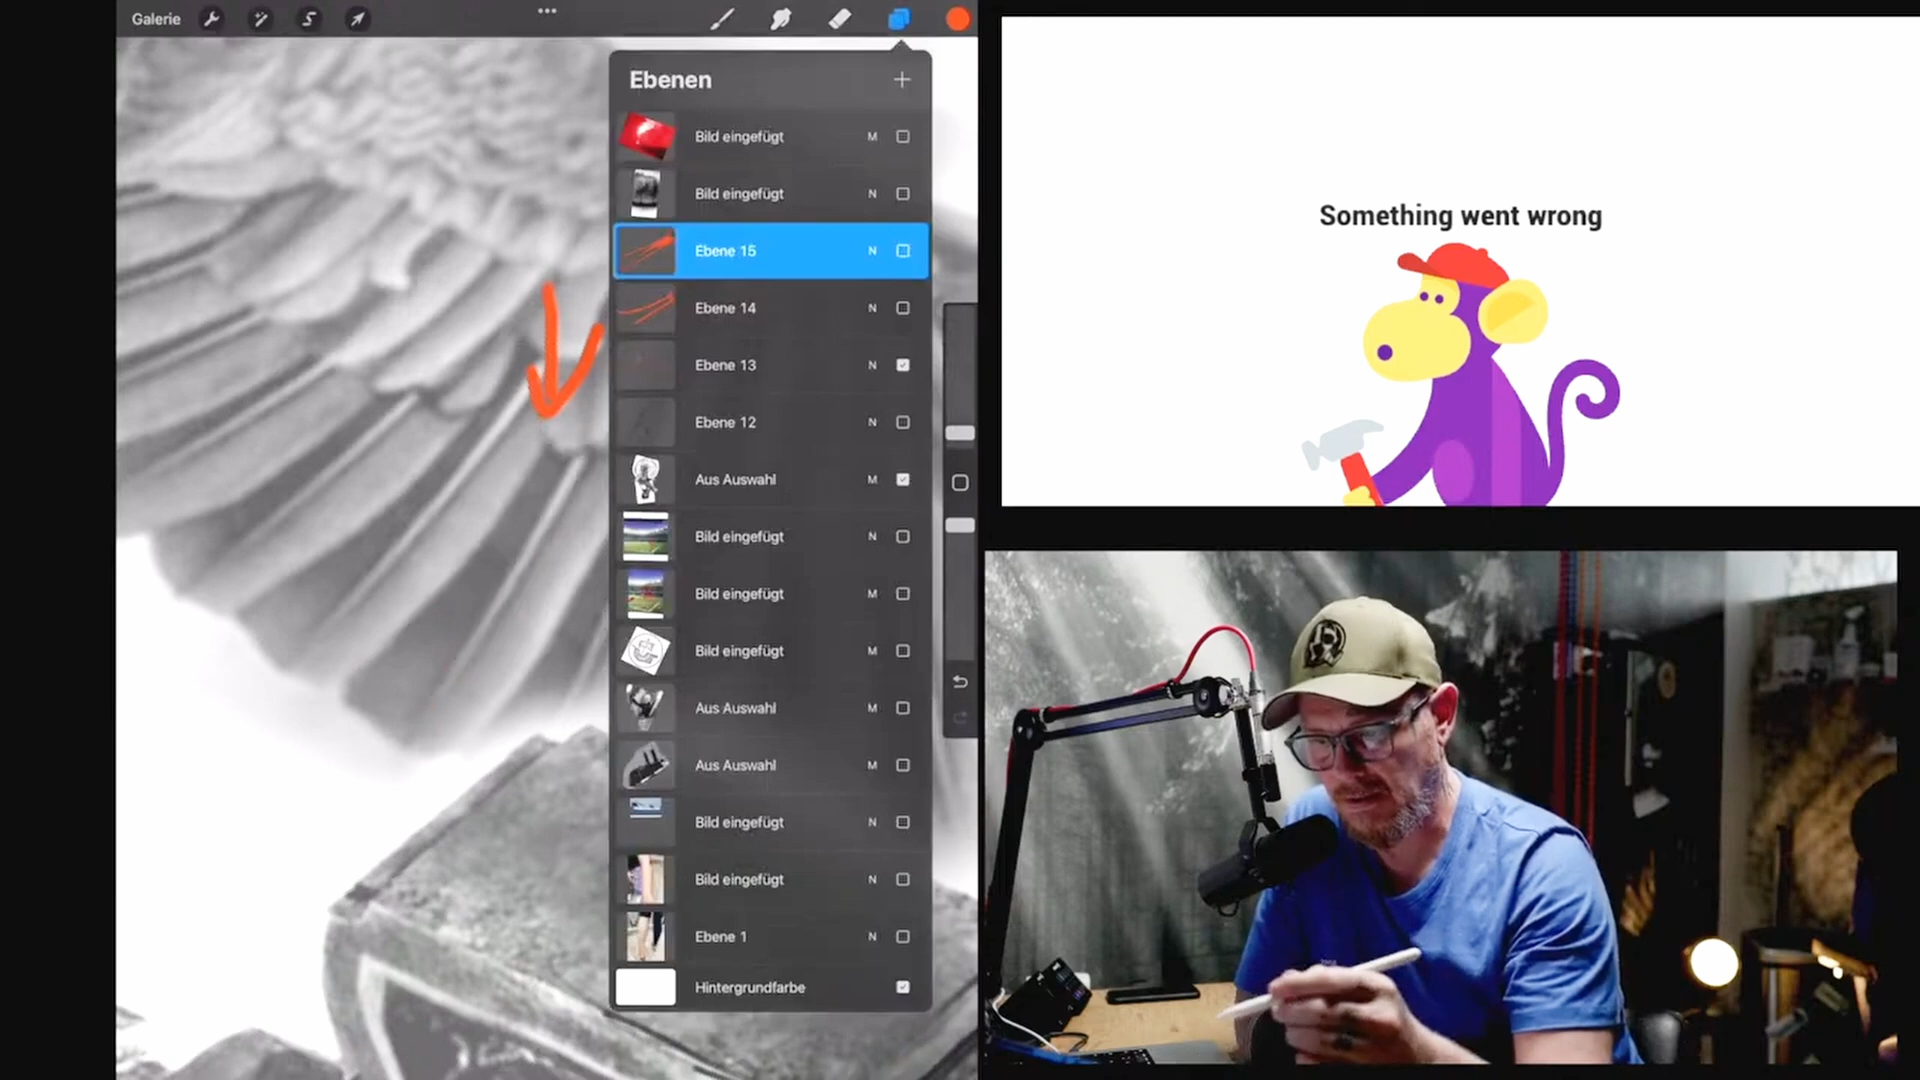 Galerie
Ebenen
Bild eingefügt M
Bild eingefügt N
Ebene 15 N
Ebene 14 N
Ebene 13 N
Ebene 12 N
Aus Auswahl M
Bild eingefügt N
Bild eingefügt M
Bild eingefügt M
Aus Auswahl M
Aus Auswahl M
Bild eingefügt N
Bild eingefügt N
Ebene 1 N
Hintergrundfarbe
Something went wrong